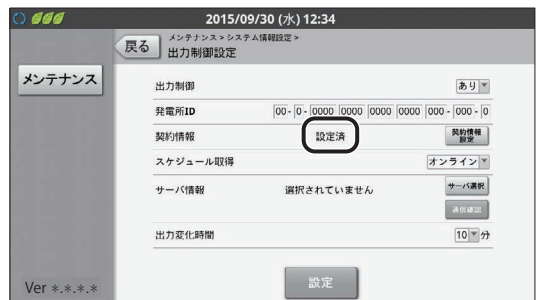 2015/09/30 (水) 12:34
戻る
メンテナンス > システム情報設定 >
出力制御設定
メンテナンス
出力制御 あり
発電所ID 00 - 0 - 0000 0000 0000 0000 000 - 000 - 0
契約情報 設定済 契約情報
設定
スケジュール取得 オンライン
サーバ情報 選択されていません サーバ選択
通信確認
出力変化時間 10 分
設定
Ver *.*.*.*